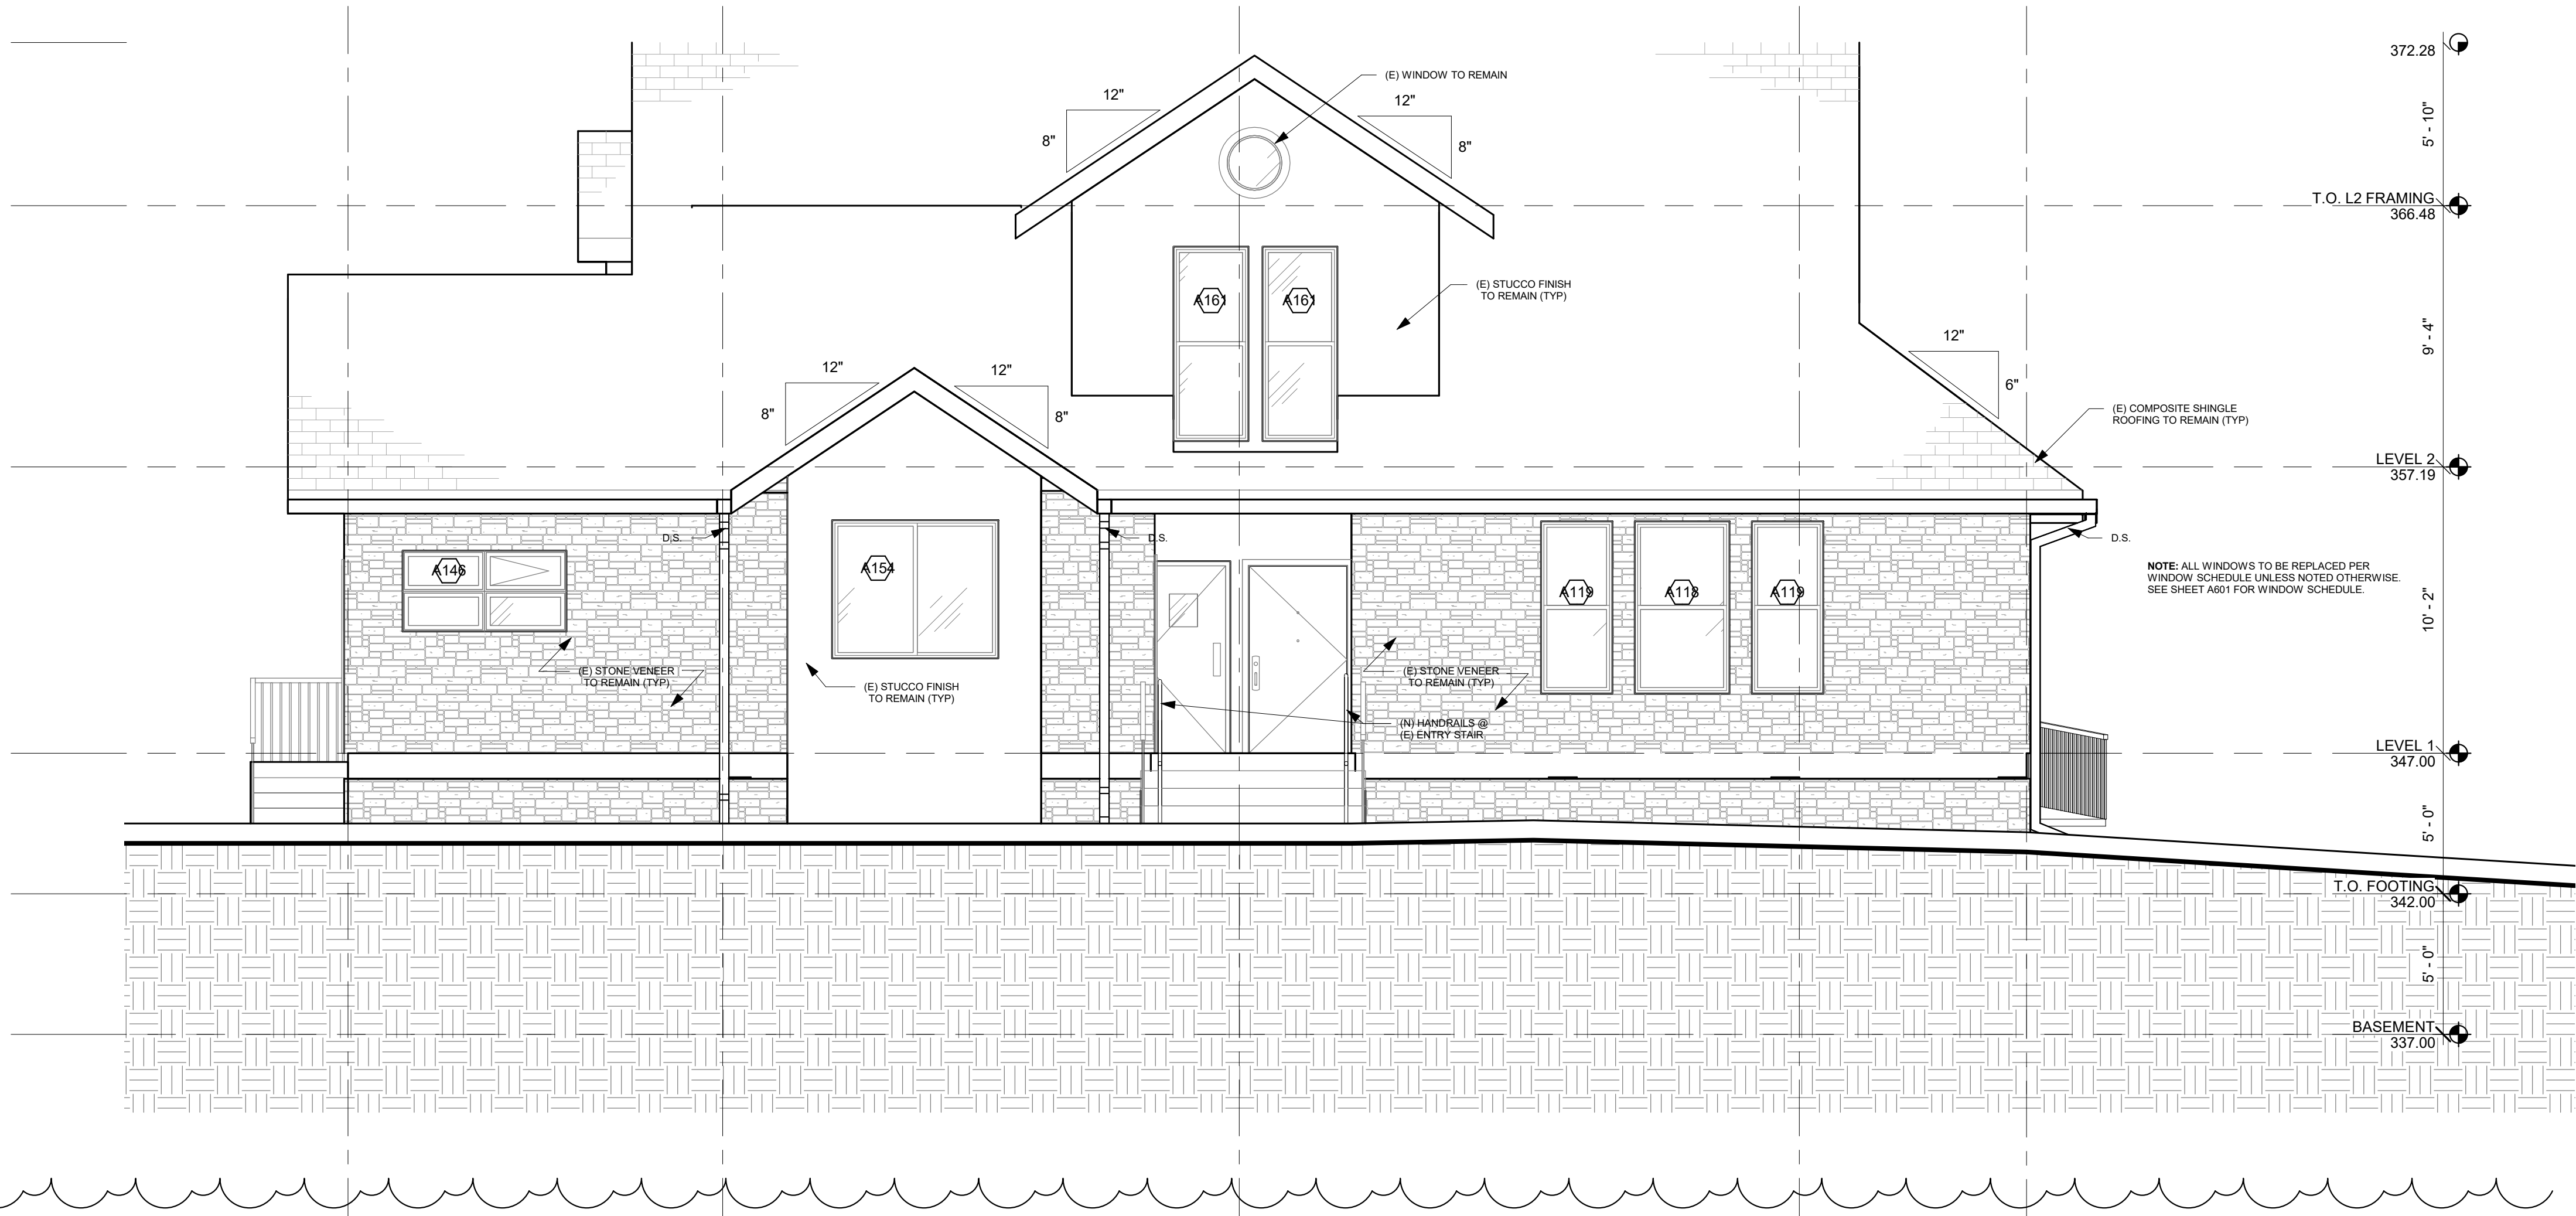 372.28
(E) WINDOW TO REMAIN
12"
12"
8"
8"
5' - 10"
T.O. L2 FRAMING
366.48
A161
A161
(E) STUCCO FINISH
TO REMAIN (TYP)
9' - 4"
12"
6"
12"
12"
8"
8"
(E) COMPOSITE SHINGLE
ROOFING TO REMAIN (TYP)
LEVEL 2
357.19
D.S.
D.S.
D.S.
A146
A154
A119
A118
A119
NOTE: ALL WINDOWS TO BE REPLACED PER
WINDOW SCHEDULE UNLESS NOTED OTHERWISE.
SEE SHEET A601 FOR WINDOW SCHEDULE.
10' - 2"
(E) STONE VENEER
TO REMAIN (TYP)
(E) STUCCO FINISH
TO REMAIN (TYP)
(E) STONE VENEER
TO REMAIN (TYP)
(N) HANDRAILS @
(E) ENTRY STAIR
LEVEL 1
347.00
5' - 0"
T.O. FOOTING
342.00
5' - 0"
BASEMENT
337.00